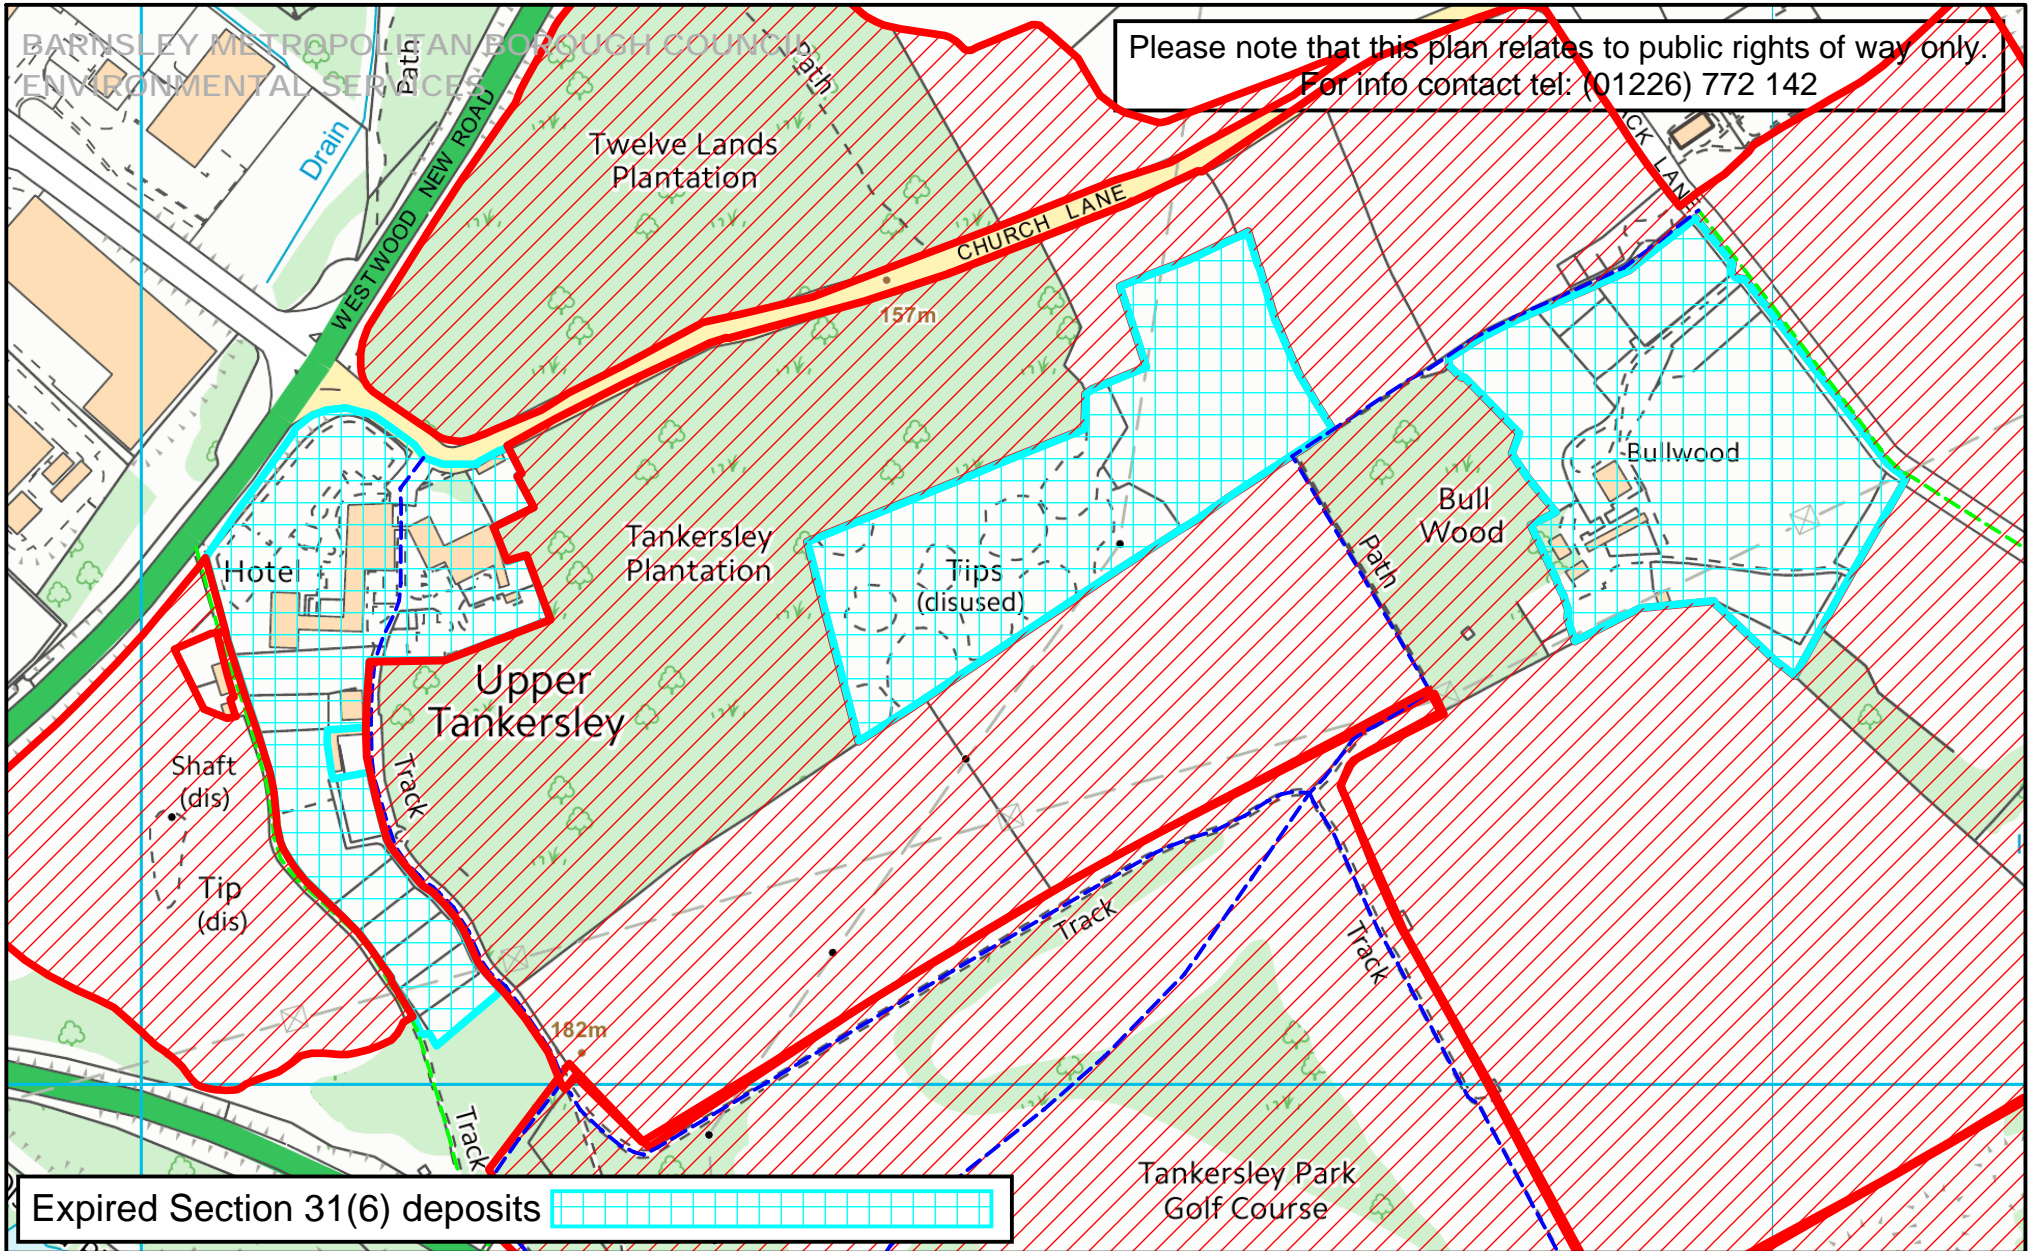 BARNSLEY METROPOLITAN BOROUGH COUNCIL
ENVIRONMENTAL SERVICES
Please note that this plan relates to public rights of way only.
For info contact tel: (01226) 772 142
Path
Path
Drain
WESTWOOD NEW ROAD
Twelve Lands
Plantation
CHURCH LANE
LANE
157m
Bullwood
Bull
Wood
Path
Hotel
Tankersley
Plantation
Tips
(disused)
Upper
Tankersley
Shaft
(dis)
Track
Tip
(dis)
Track
Track
182m
Track
Tankersley Park
Golf Course
Expired Section 31(6) deposits